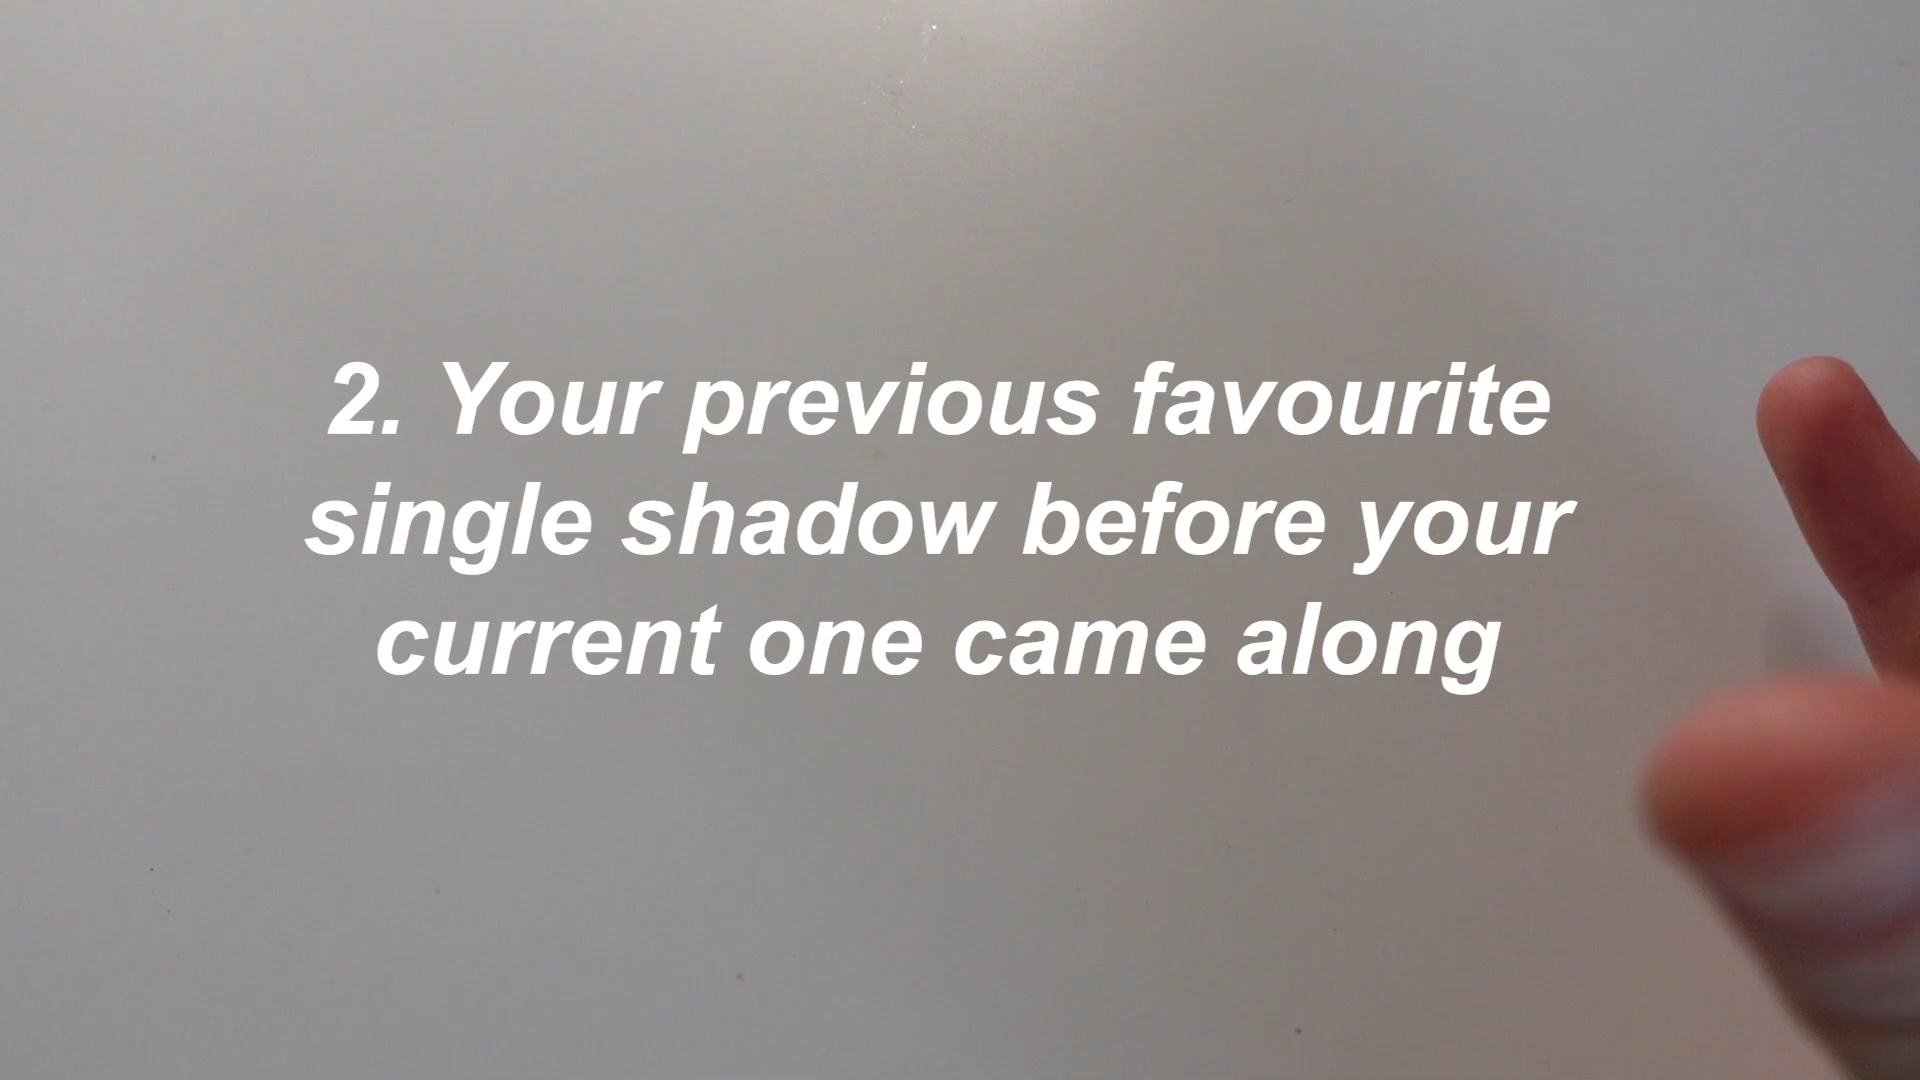 2. Your previous favourite
single shadow before your
current one came along